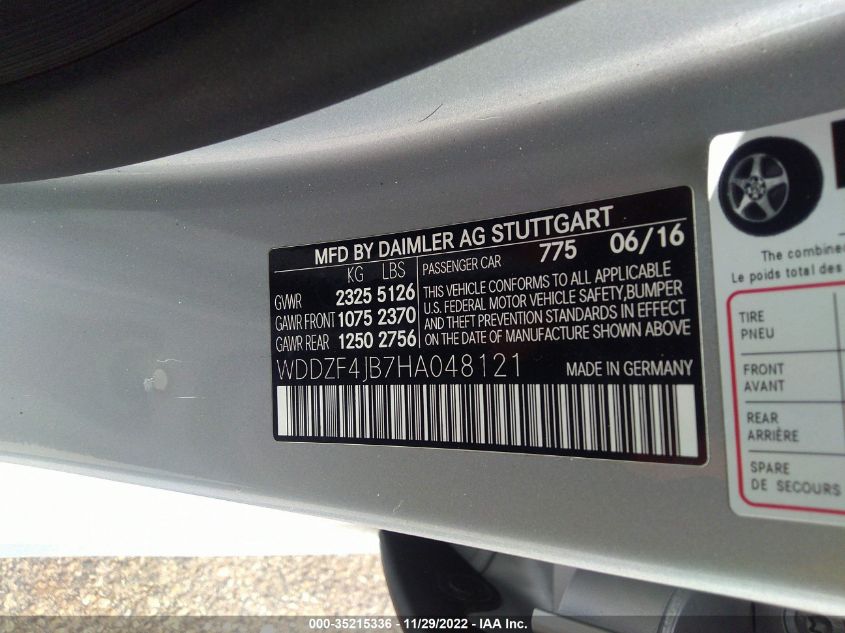 MFD BY DAIMLER AG STUTTGART
KG LBS PASSENGER CAR 775 06/16
GVWR 2325 5126
GAWR FRONT 1075 2370
GAWR REAR 1250 2756
THIS VEHICLE CONFORMS TO ALL APPLICABLE
U.S. FEDERAL MOTOR VEHICLE SAFETY, BUMPER
AND THEFT PREVENTION STANDARDS IN EFFECT
ON THE DATE OF MANUFACTURE SHOWN ABOVE
WDDZF4JB7HA048121 MADE IN GERMANY
The combined
Le poids total des
TIRE
PNEU
FRONT
AVANT
REAR
ARRIÈRE
SPARE
DE SECOURS
000-35215336 - 11/29/2022 - IAA Inc.